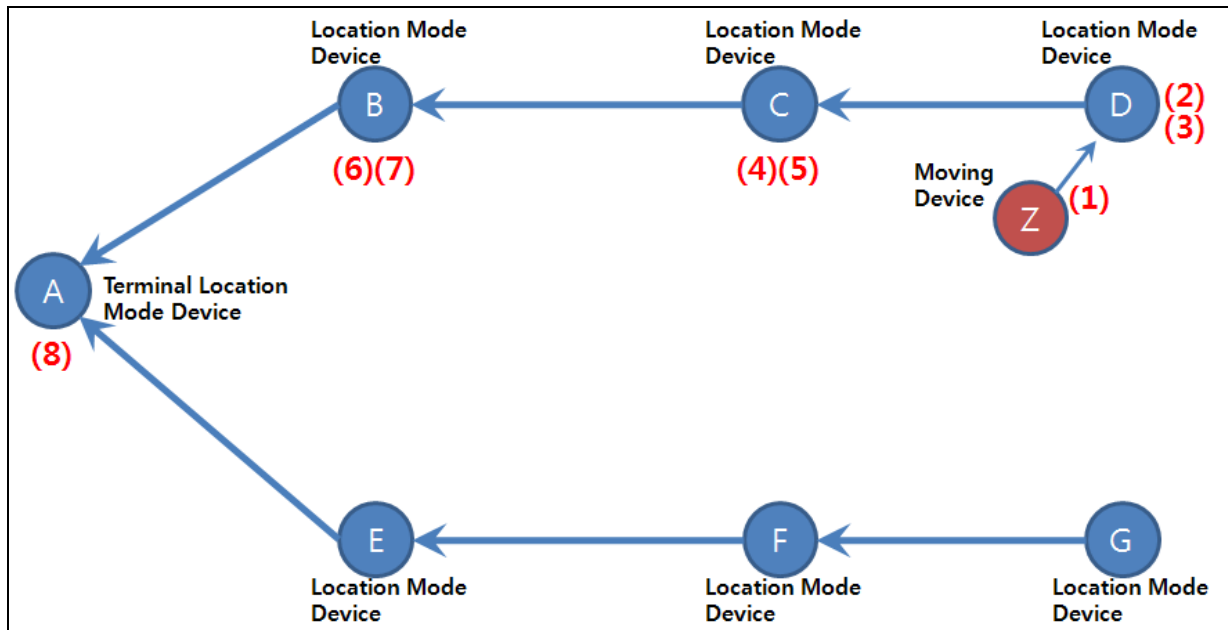 Location Mode
Device
Location Mode
Device
Location Mode
Device
B
C
D
(2)
(3)
(6)(7)
(4)(5)
Moving
Device
Z
(1)
A
Terminal Location
Mode Device
(8)
E
F
G
Location Mode
Device
Location Mode
Device
Location Mode
Device